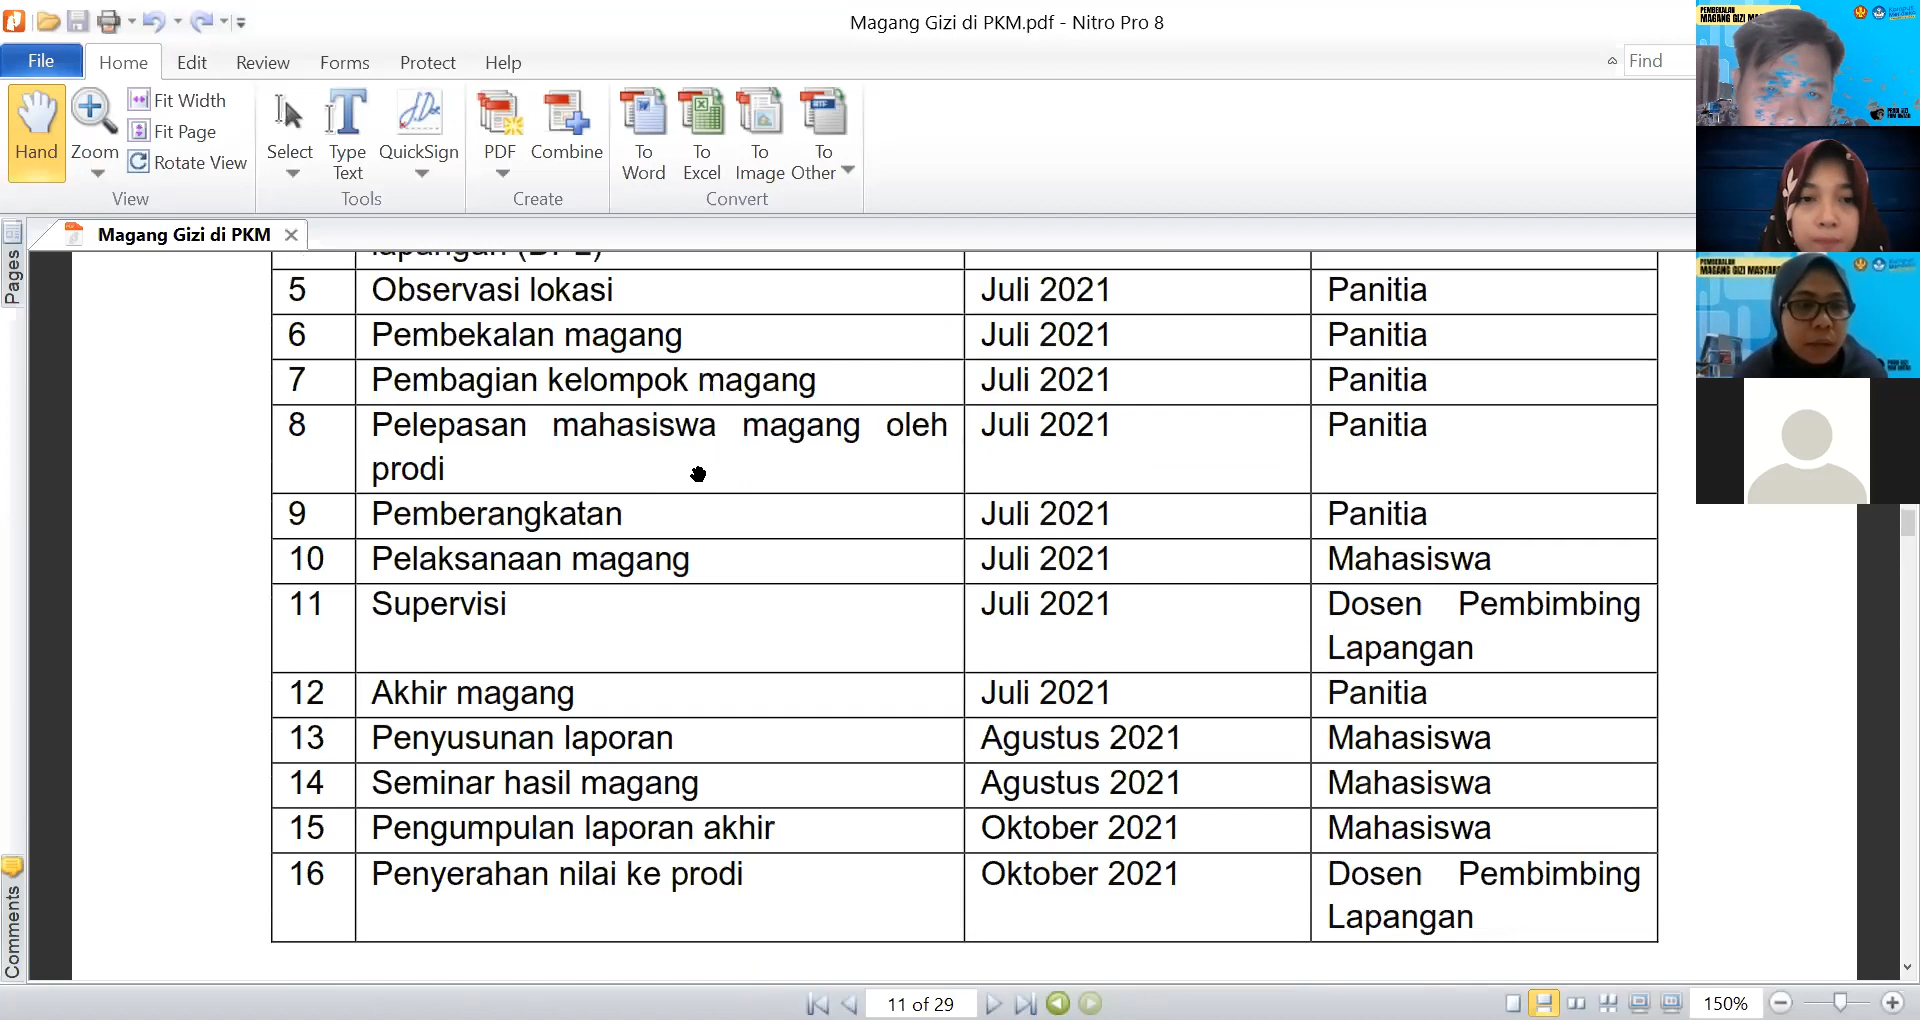 Magang Gizi di PKM.pdf - Nitro Pro 8
File Home Edit Review Forms Protect Help
Find
Hand
Zoom
Fit Width
Fit Page
Rotate View
View
Select
Type Text
QuickSign
Tools
PDF
Combine
Create
To Word
To Excel
To Image
To Other
Convert
Pages
Magang Gizi di PKM
5 Observasi lokasi Juli 2021 Panitia
6 Pembekalan magang Juli 2021 Panitia
7 Pembagian kelompok magang Juli 2021 Panitia
8 Pelepasan mahasiswa magang oleh Juli 2021 Panitia
prodi
9 Pemberangkatan Juli 2021 Panitia
10 Pelaksanaan magang Juli 2021 Mahasiswa
11 Supervisi Juli 2021 Dosen Pembimbing
Lapangan
12 Akhir magang Juli 2021 Panitia
13 Penyusunan laporan Agustus 2021 Mahasiswa
14 Seminar hasil magang Agustus 2021 Mahasiswa
15 Pengumpulan laporan akhir Oktober 2021 Mahasiswa
16 Penyerahan nilai ke prodi Oktober 2021 Dosen Pembimbing
Lapangan
Comments
11 of 29
150%
PEMBEKALAN
MAGANG GIZI
PEMBEKALAN